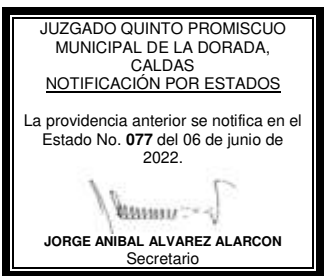 JUZGADO QUINTO PROMISCUO
MUNICIPAL DE LA DORADA,
CALDAS
NOTIFICACIÓN POR ESTADOS
La providencia anterior se notifica en el
Estado No. 077 del 06 de junio de
2022.
JORGE ANIBAL ALVAREZ ALARCON
Secretario